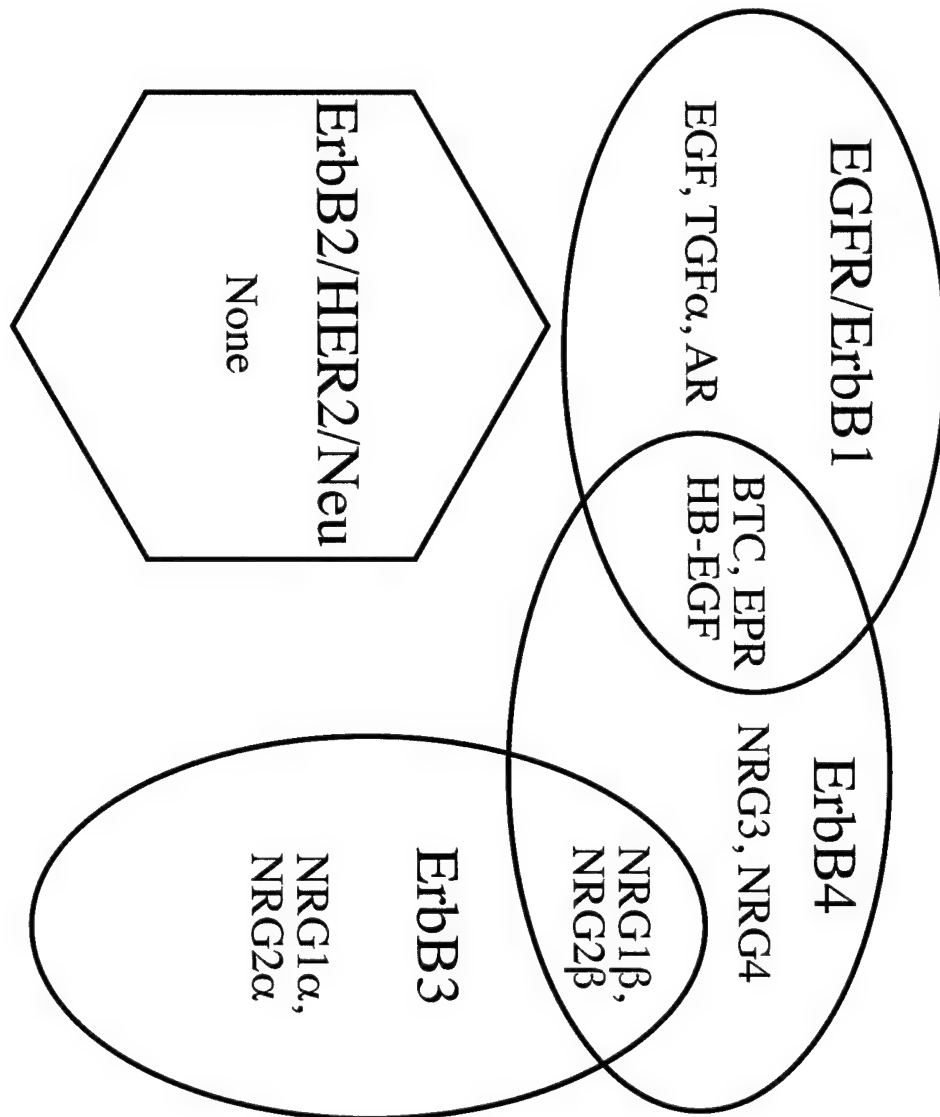 EGFR/ErbB1
EGF, TGFα, AR
BTC, EPR
HB-EGF
ErbB4
NRG3, NRG4
NRG1β,
NRG2β
ErbB3
NRG1α,
NRG2α
ErbB2/HER2/Neu
None